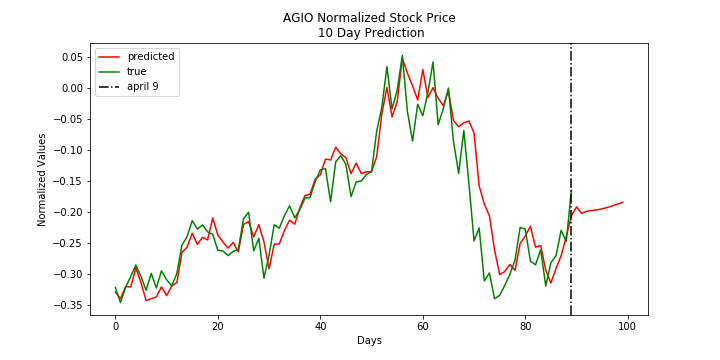 AGIO Normalized Stock Price
10 Day Prediction
predicted
true
april 9
Normalized Values
0.05
0.00
−0.05
−0.10
−0.15
−0.20
−0.25
−0.30
−0.35
0
20
40
60
80
100
Days